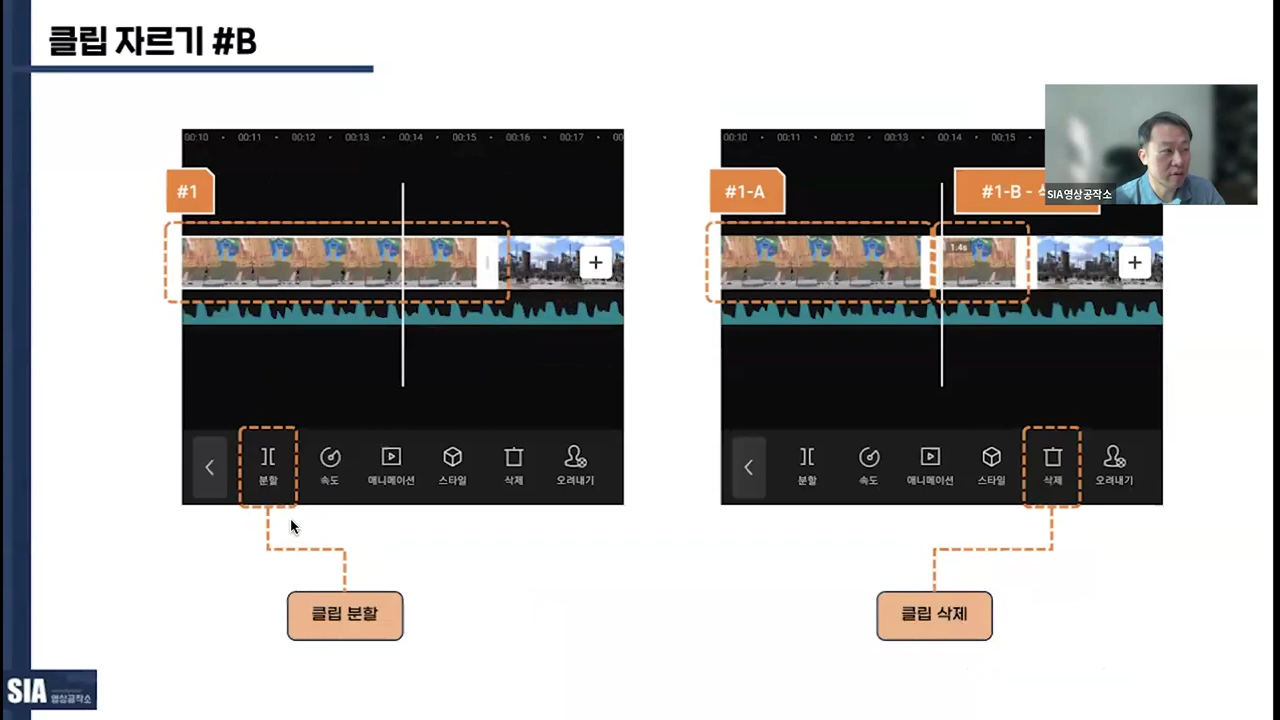 클립 자르기 #B
00:10 00:11 00:12 00:13 00:14 00:15 00:16 00:17 00
#1
분할 속도 애니메이션 스타일 삭제 오려내기
클립 분할
00:10 00:11 00:12 00:13 00:14 00:15
#1-A
#1-B -
SIA영상공작소
1.4s
분할 속도 애니메이션 스타일 삭제 오려내기
클립 삭제
SIA 영상공작소